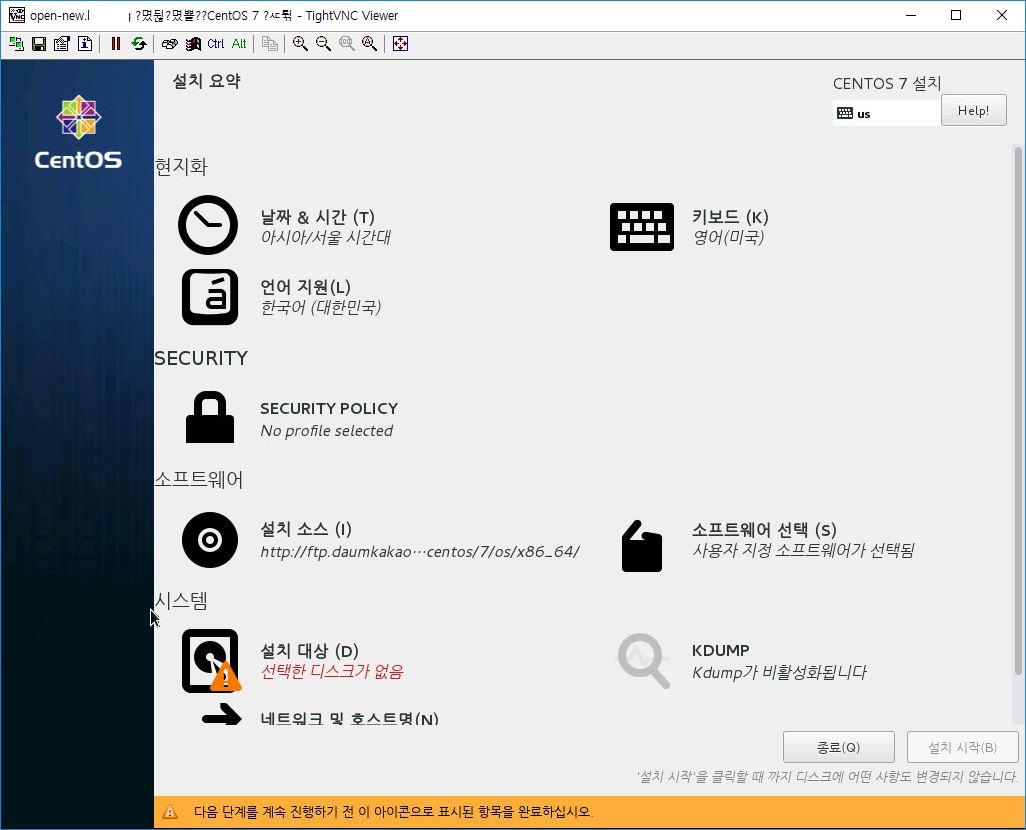 open-new.l ?몄뒿?몄뿔??CentOS 7 - TightVNC Viewer
Ctrl Alt
설치 요약
CENTOS 7 설치
us
Help!
CentOS
현지화
날짜 & 시간 (T)
아시아/서울 시간대
키보드 (K)
영어(미국)
언어 지원(L)
한국어 (대한민국)
SECURITY
SECURITY POLICY
No profile selected
소프트웨어
설치 소스 (I)
http://ftp.daumkakao…centos/7/os/x86_64/
소프트웨어 선택 (S)
사용자 지정 소프트웨어가 선택됨
시스템
설치 대상 (D)
선택한 디스크가 없음
KDUMP
Kdump가 비활성화됩니다
네트워크 및 호스트명(N)
종료(Q)
설치 시작(B)
'설치 시작'을 클릭할 때 까지 디스크에 어떤 사항도 변경되지 않습니다.
다음 단계를 계속 진행하기 전 이 아이콘으로 표시된 항목을 완료하십시오.